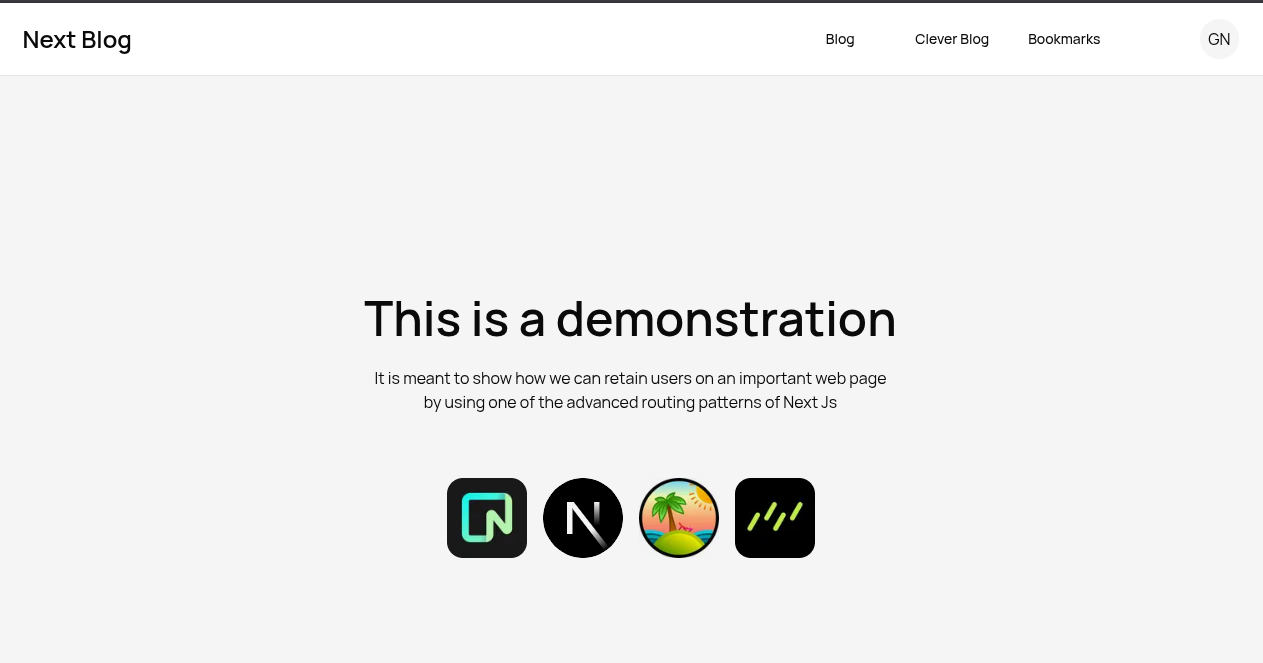 Next Blog
Blog
Clever Blog
Bookmarks
GN
This is a demonstration
It is meant to show how we can retain users on an important web page
by using one of the advanced routing patterns of Next Js